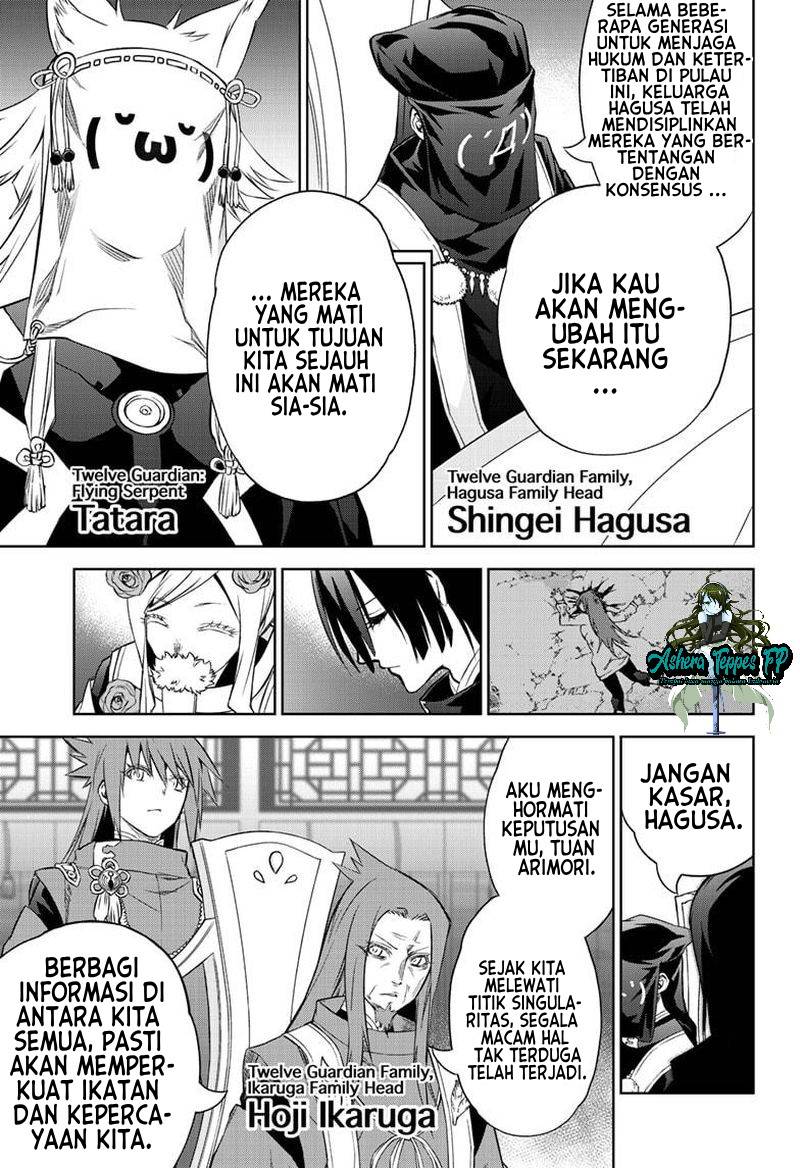 SELAMA BEBE-
RAPA GENERASI
UNTUK MENJAGA
HUKUM DAN KETER-
TIBAN DI PULAU
INI, KELUARGA
HAGUSA TELAH
MENDISIPLINKAN
MEREKA YANG BER-
TENTANGAN
DENGAN
KONSENSUS ...
JIKA KAU
AKAN MENG-
UBAH ITU
SEKARANG
...
Twelve Guardian Family,
Hagusa Family Head
Shingei Hagusa
(´Д)
(˘ω˘)
... MEREKA
YANG MATI
UNTUK TUJUAN
KITA SEJAUH
INI AKAN MATI
SIA-SIA.
Twelve Guardian:
Flying Serpent
Tatara
Ashera Teppes FP
JANGAN
KASAR,
HAGUSA.
AKU MENG-
HORMATI
KEPUTUSAN
MU, TUAN
ARIMORI.
SEJAK KITA
MELEWATI
TITIK SINGULA-
RITAS, SEGALA
MACAM HAL
TAK TERDUGA
TELAH TERJADI.
Twelve Guardian Family,
Ikaruga Family Head
Hoji Ikaruga
BERBAGI
INFORMASI DI
ANTARA KITA
SEMUA, PASTI
AKAN MEMPER-
KUAT IKATAN
DAN KEPERCA-
YAAN KITA.